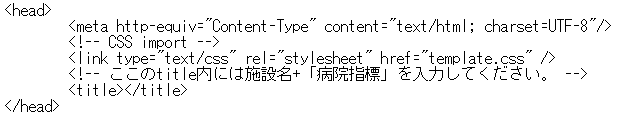 <head>
<meta http-equiv="Content-Type" content="text/html; charset=UTF-8"/>
<!-- CSS import -->
<link type="text/css" rel="stylesheet" href="template.css" />
<!-- ここのtitle内には施設名+「病院指標」を入力してください。 -->
<title></title>
</head>